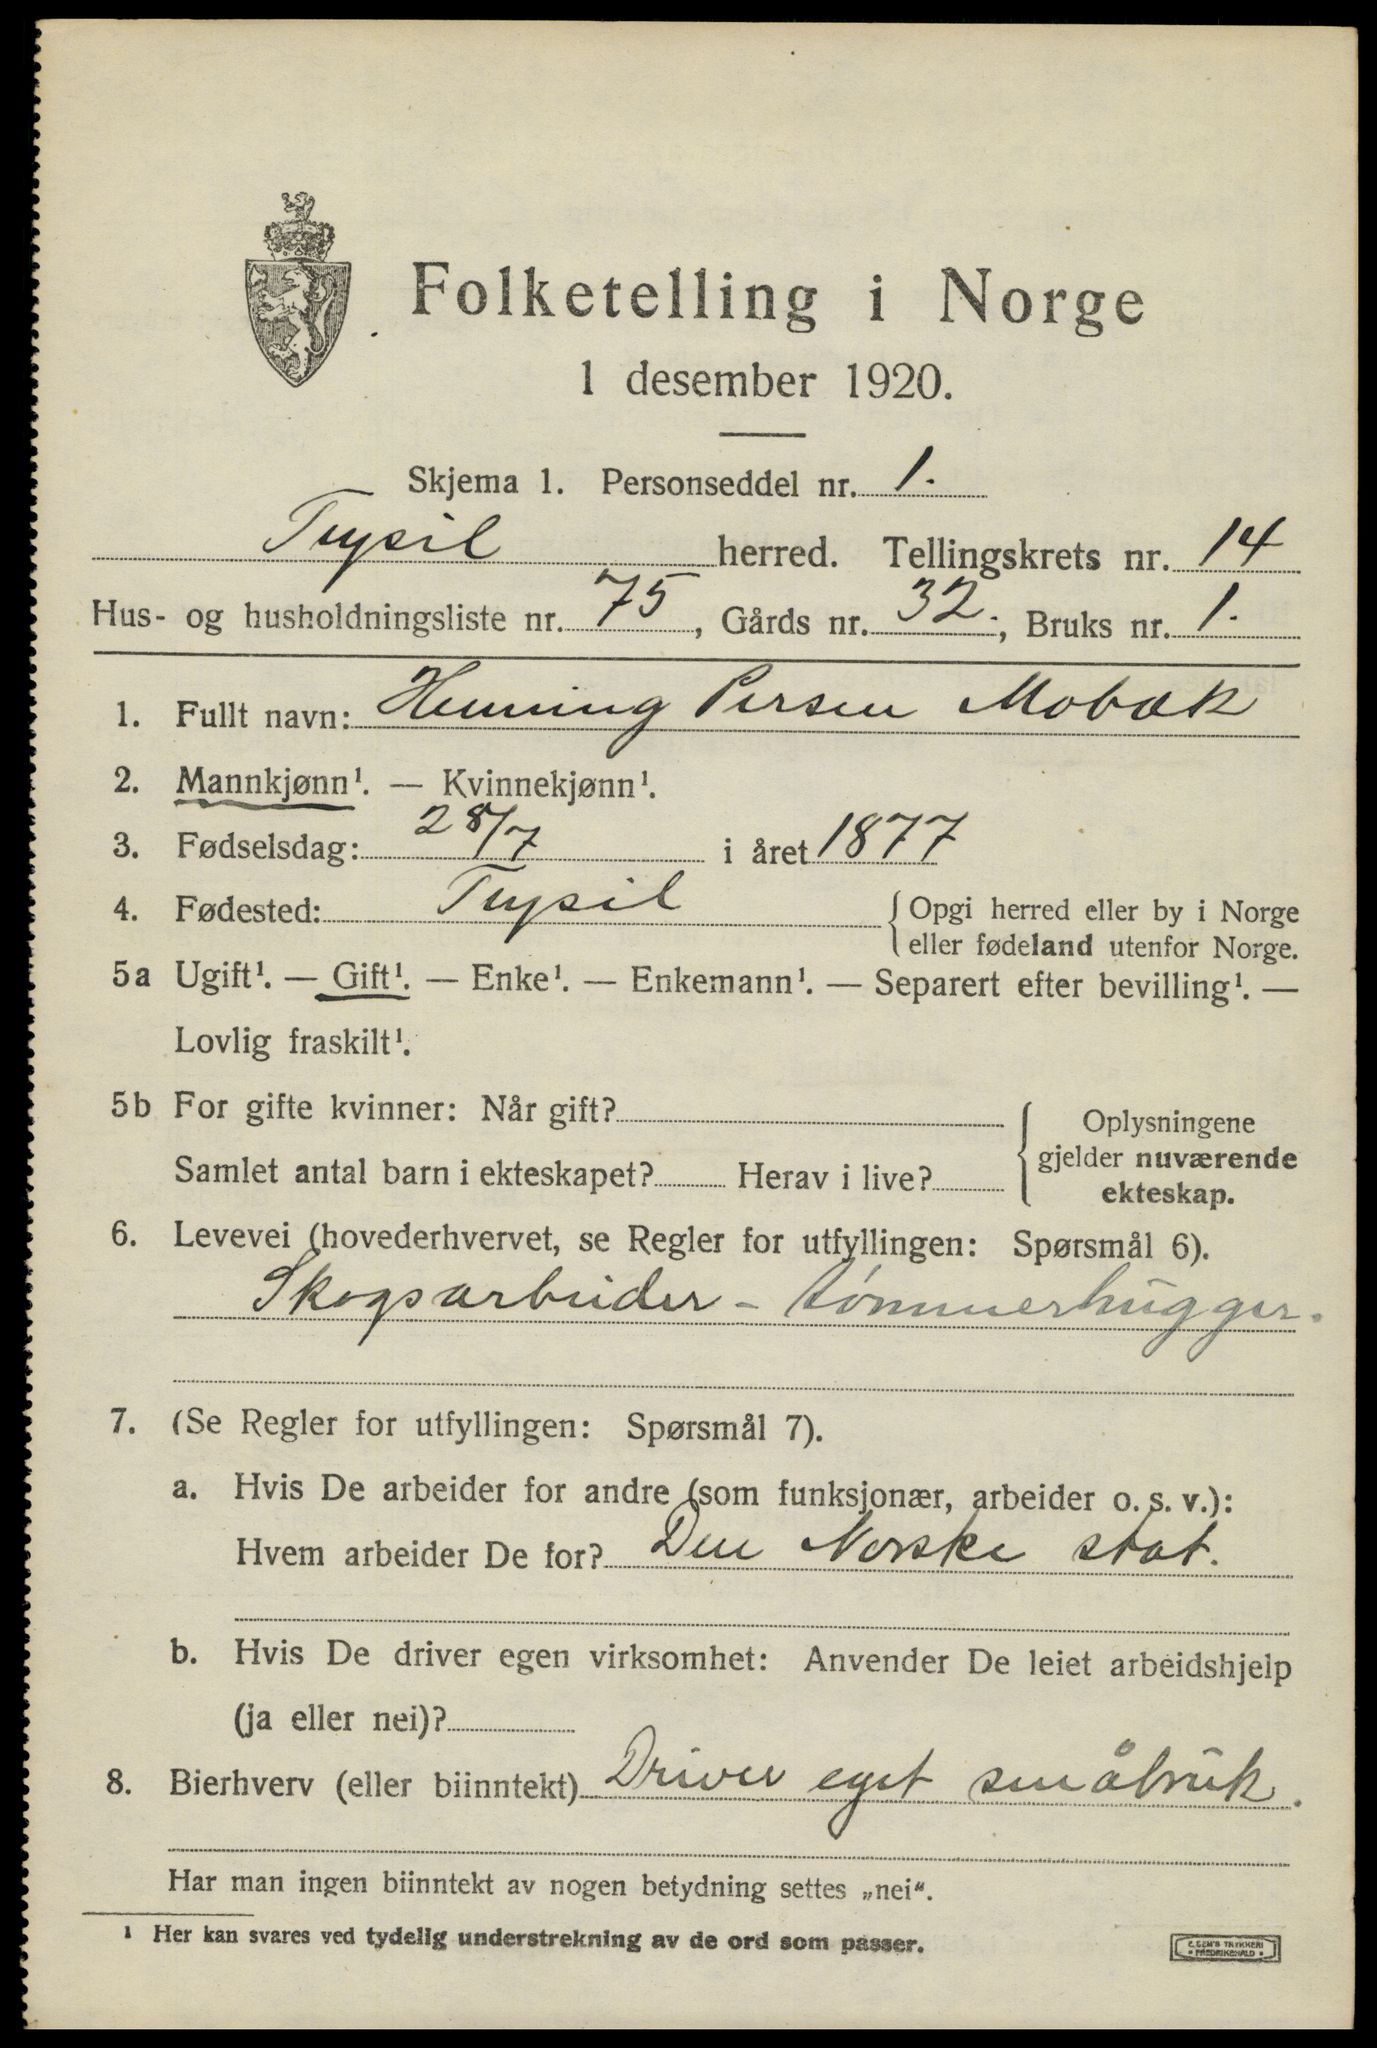 Folketelling i Norge
1 desember 1920.
Skjema 1. Personseddel nr. 1.
Trysil herred. Tellingskrets nr. 14
Hus- og husholdningsliste nr. 75, Gårds nr. 32., Bruks nr. 1.
1. Fullt navn: Henning Persen Mobæk
2. Mannkjønn¹. — Kvinnekjønn¹.
3. Fødselsdag: 28/7 i året 1877
4. Fødested: Trysil { Opgi herred eller by i Norge
eller fødeland utenfor Norge.
5a Ugift¹. — Gift¹. — Enke¹. — Enkemann¹. — Separert efter bevilling¹. —
Lovlig fraskilt¹.
5b For gifte kvinner: Når gift?
Samlet antal barn i ekteskapet? Herav i live?
Oplysningene
gjelder nuværende
ekteskap.
6. Levevei (hovederhvervet, se Regler for utfyllingen: Spørsmål 6).
Skogsarbeider - tømmerhugger.
7. (Se Regler for utfyllingen: Spørsmål 7).
a. Hvis De arbeider for andre (som funksjonær, arbeider o. s. v.):
Hvem arbeider De for? Den Norske stat.
b. Hvis De driver egen virksomhet: Anvender De leiet arbeidshjelp
(ja eller nei)?
8. Bierhverv (eller biinntekt) Driver eget småbruk.
Har man ingen biinntekt av nogen betydning settes „nei“.
¹ Her kan svares ved tydelig understrekning av de ord som passer.
E. SEM'S TRYKKERI
• FREDRIKSHALD •